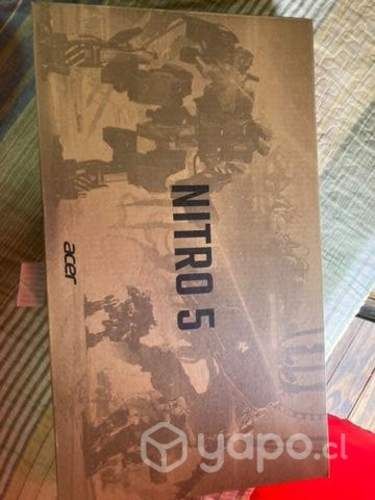 NITRO 5
acer
yapo.cl